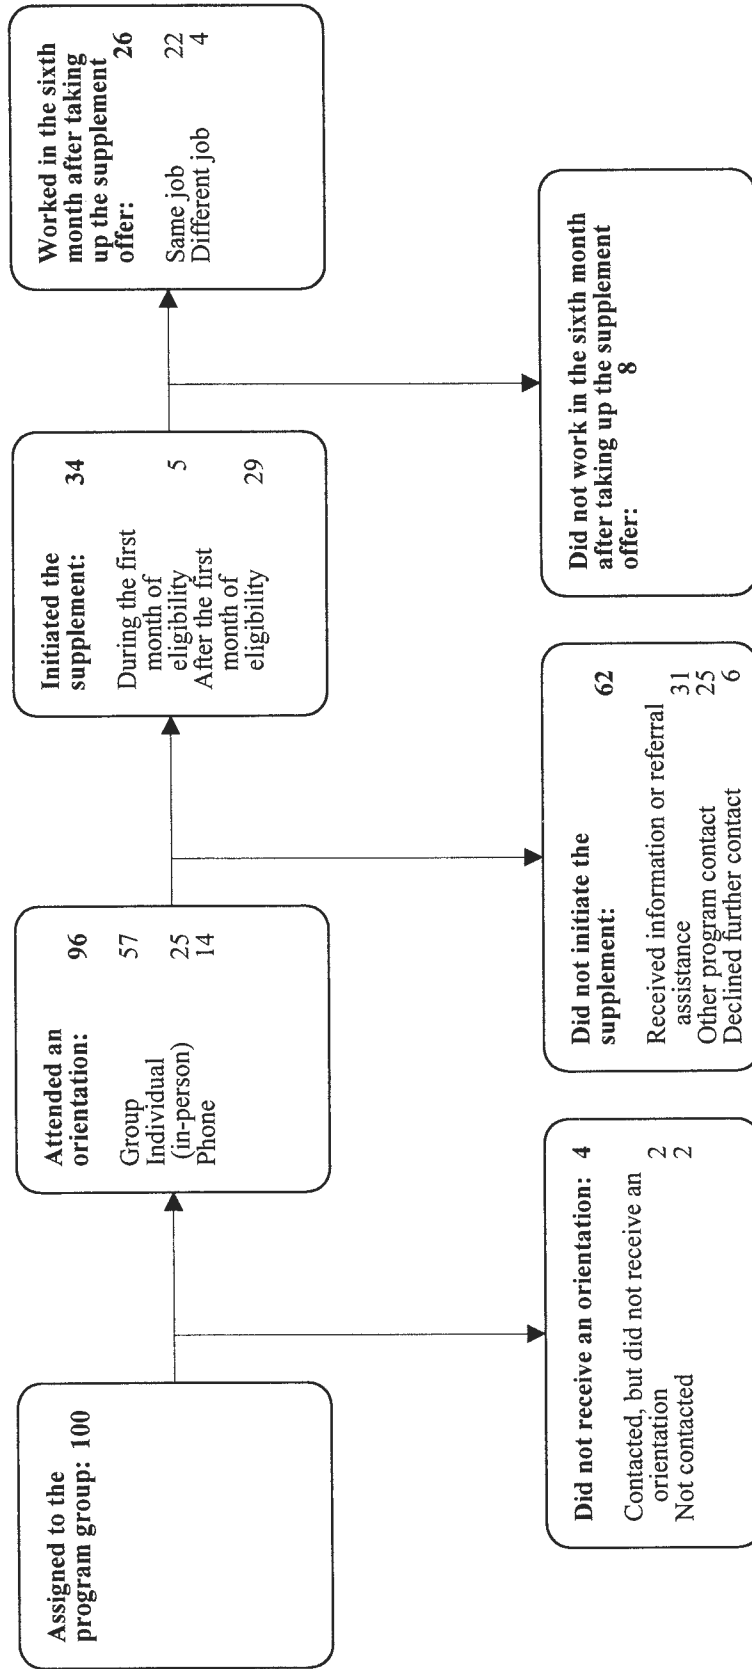 Assigned to the
program group: 100
Attended an
orientation: 96
Group 57
Individual
(in-person) 25
Phone 14
Initiated the
supplement: 34
During the first
month of
eligibility 5
After the first
month of
eligibility 29
Worked in the sixth
month after taking
up the supplement
offer: 26
Same job 22
Different job 4
Did not receive an orientation: 4
Contacted, but did not receive an
orientation 2
Not contacted 2
Did not initiate the
supplement: 62
Received information or referral
assistance 31
Other program contact 25
Declined further contact 6
Did not work in the sixth month
after taking up the supplement
offer: 8